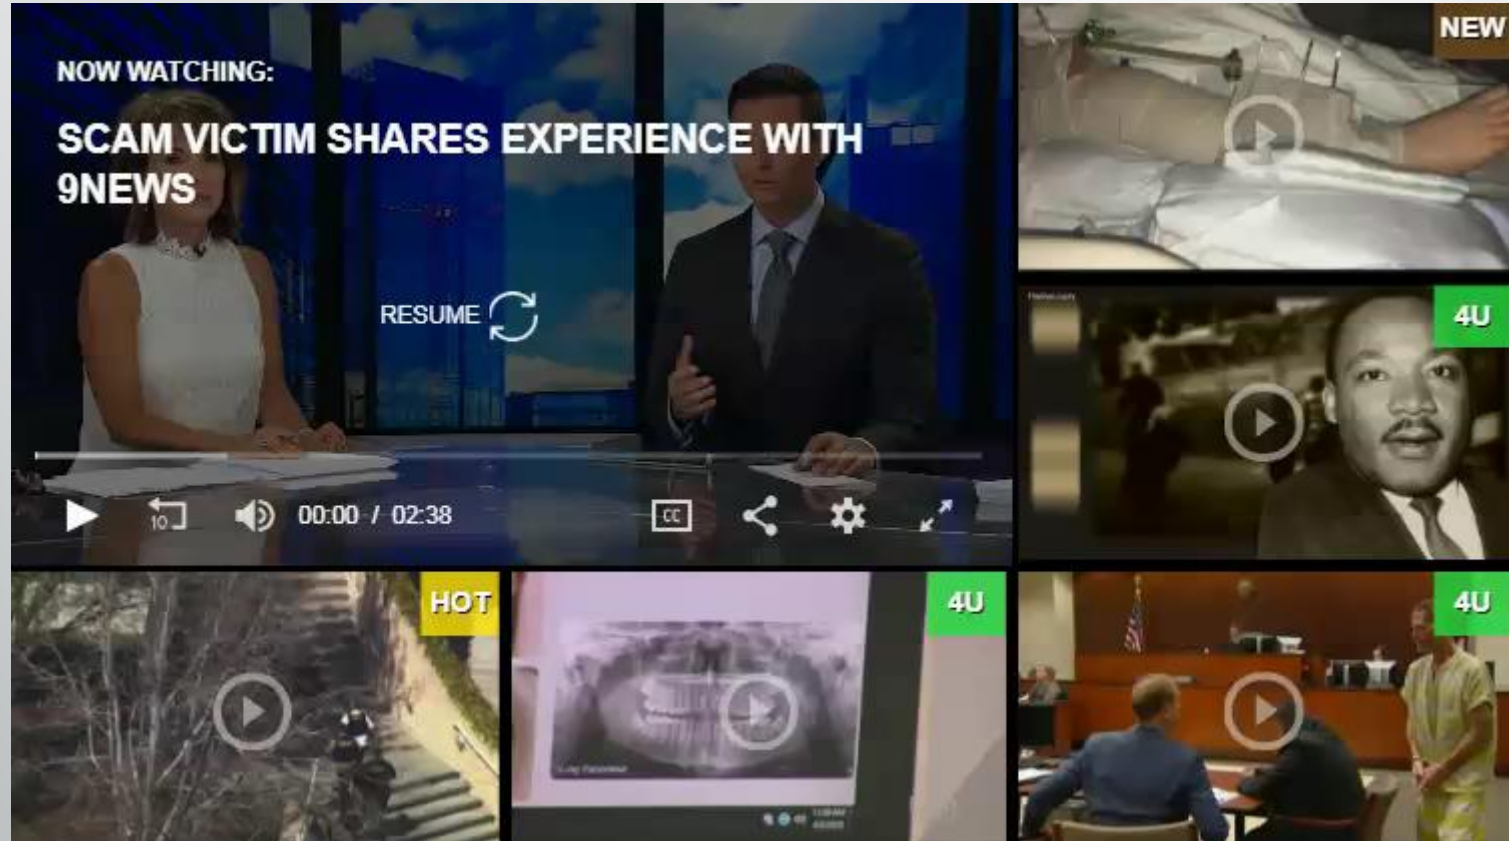 NOW WATCHING:
SCAM VICTIM SHARES EXPERIENCE WITH
9NEWS
RESUME
10
00:00 / 02:38
CC
NEW
4U
HOT
4U
4U